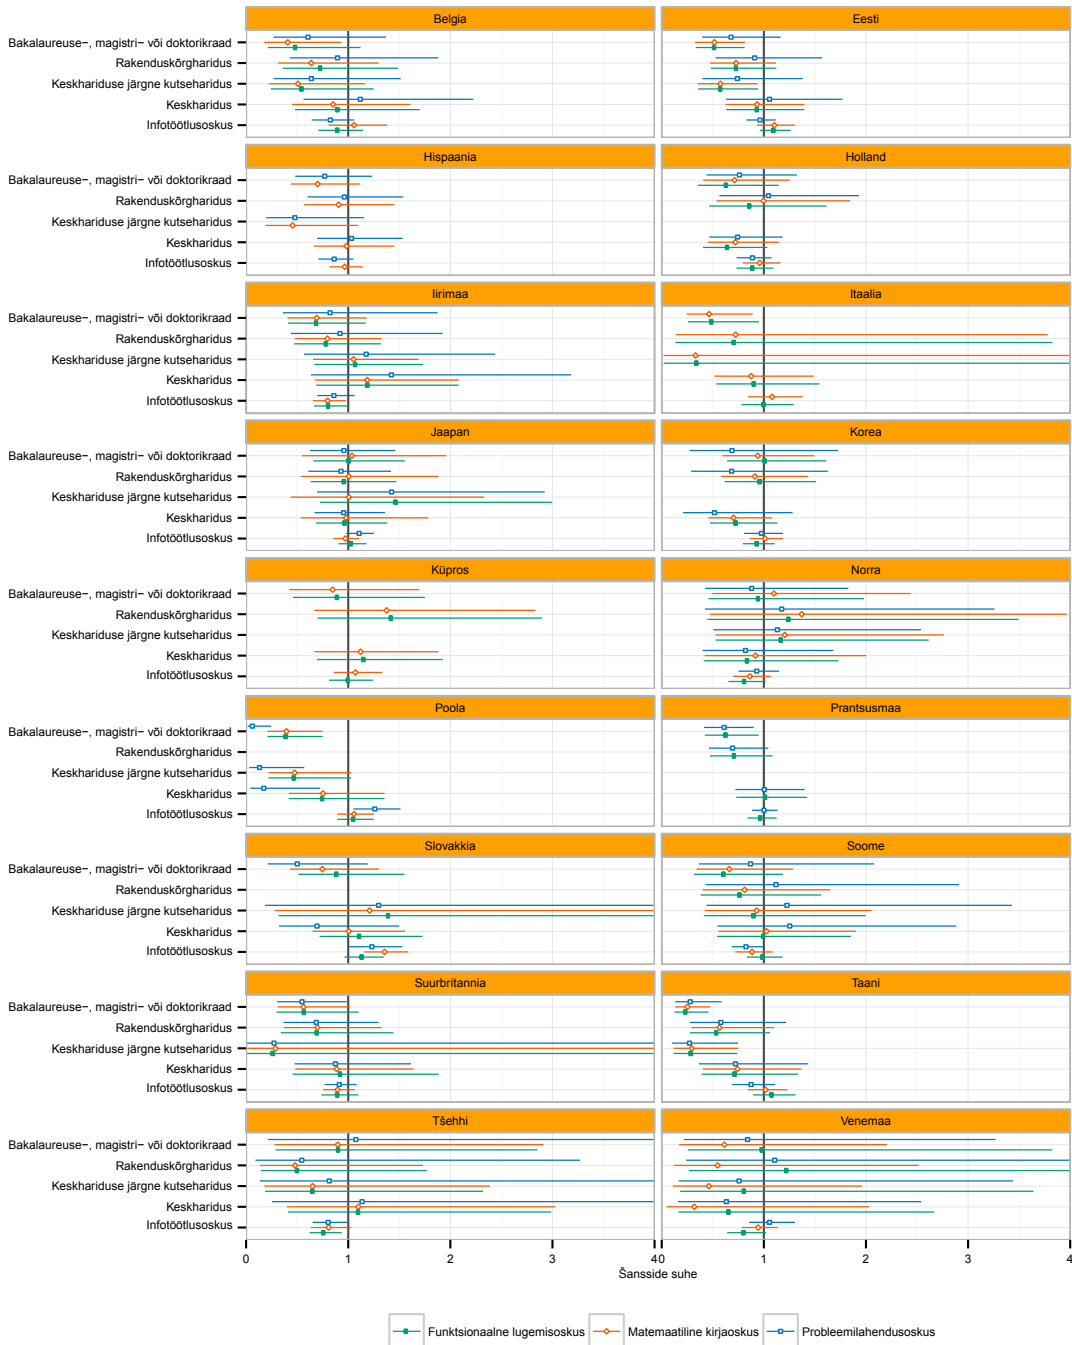 Belgia Eesti
Bakalaureuse−, magistri− või doktorikraad
Rakenduskõrgharidus
Keskhariduse järgne kutseharidus
Keskharidus
Infotöötlusoskus
Hispaania Holland
Bakalaureuse−, magistri− või doktorikraad
Rakenduskõrgharidus
Keskhariduse järgne kutseharidus
Keskharidus
Infotöötlusoskus
Iirimaa Itaalia
Bakalaureuse−, magistri− või doktorikraad
Rakenduskõrgharidus
Keskhariduse järgne kutseharidus
Keskharidus
Infotöötlusoskus
Jaapan Korea
Bakalaureuse−, magistri− või doktorikraad
Rakenduskõrgharidus
Keskhariduse järgne kutseharidus
Keskharidus
Infotöötlusoskus
Küpros Norra
Bakalaureuse−, magistri− või doktorikraad
Rakenduskõrgharidus
Keskhariduse järgne kutseharidus
Keskharidus
Infotöötlusoskus
Poola Prantsusmaa
Bakalaureuse−, magistri− või doktorikraad
Rakenduskõrgharidus
Keskhariduse järgne kutseharidus
Keskharidus
Infotöötlusoskus
Slovakkia Soome
Bakalaureuse−, magistri− või doktorikraad
Rakenduskõrgharidus
Keskhariduse järgne kutseharidus
Keskharidus
Infotöötlusoskus
Suurbritannia Taani
Bakalaureuse−, magistri− või doktorikraad
Rakenduskõrgharidus
Keskhariduse järgne kutseharidus
Keskharidus
Infotöötlusoskus
Tšehhi Venemaa
Bakalaureuse−, magistri− või doktorikraad
Rakenduskõrgharidus
Keskhariduse järgne kutseharidus
Keskharidus
Infotöötlusoskus
0 1 2 3 4 0 1 2 3 4
Šansside suhe
Funktsionaalne lugemisoskus Matemaatiline kirjaoskus Probleemilahendusoskus